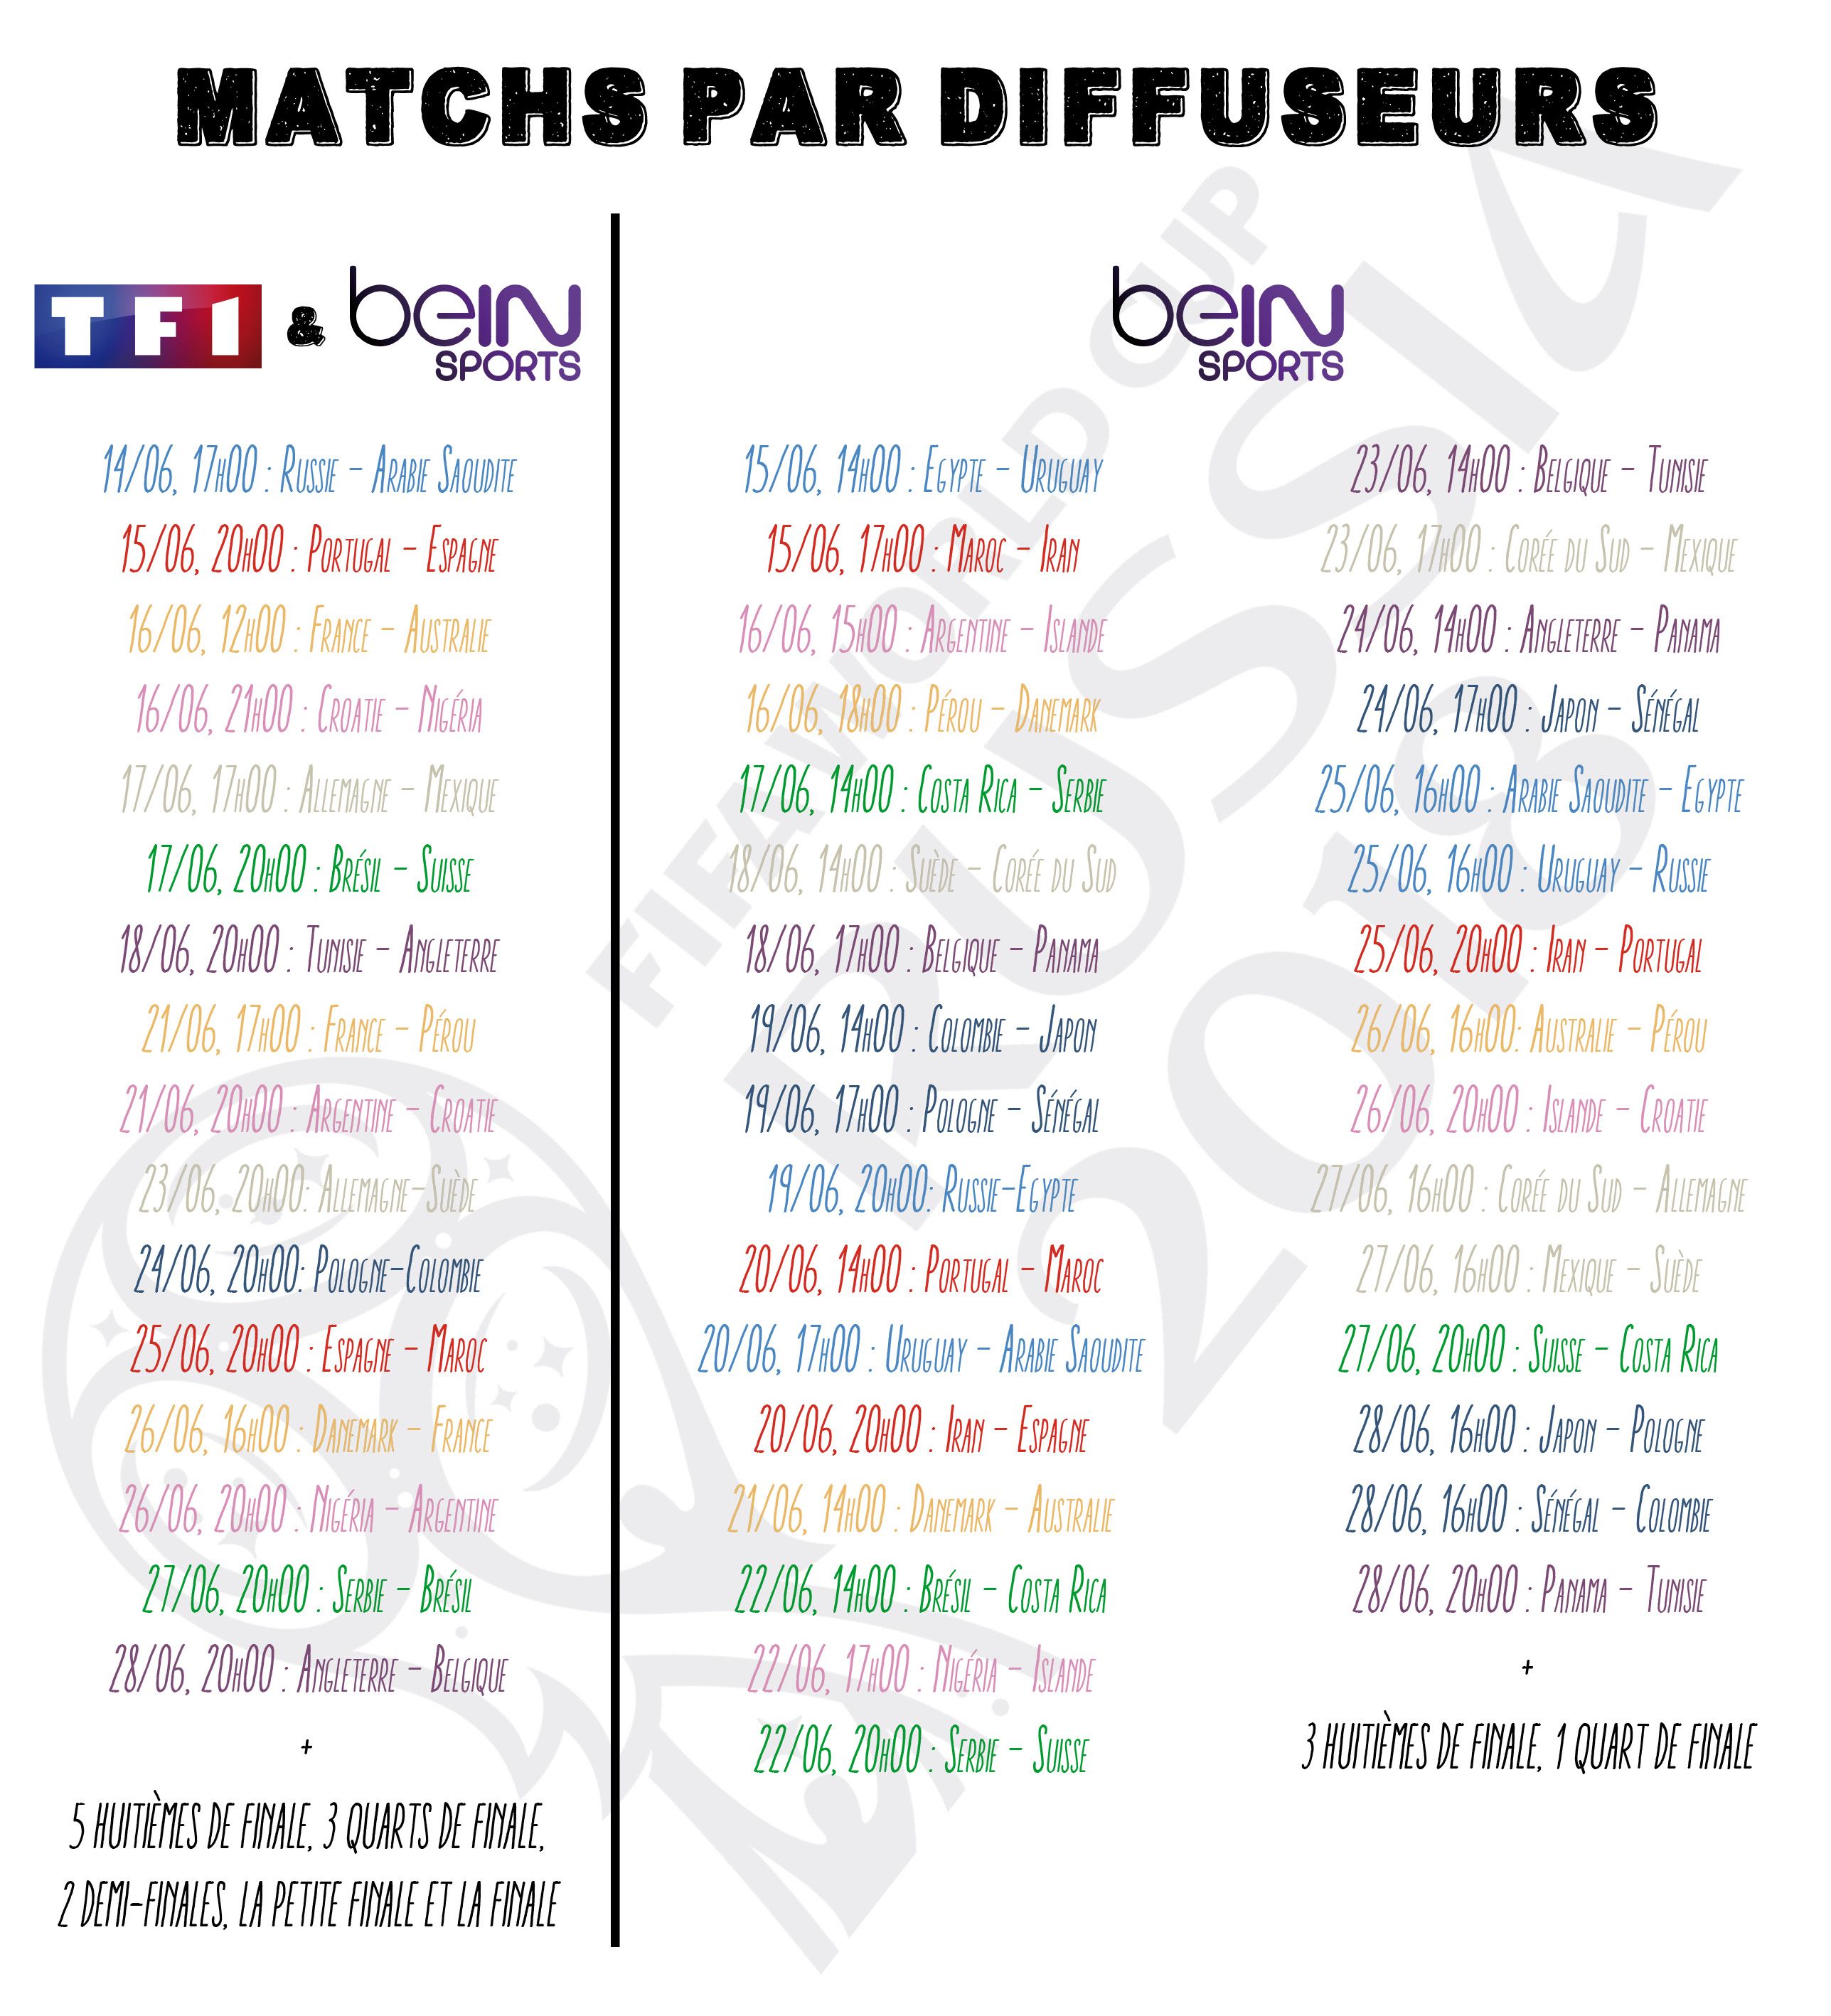 MATCHS PAR DIFFUSEURS
TF1 & beIN SPORTS
14/06, 17h00 : Russie – Arabie Saoudite
15/06, 20h00 : Portugal – Espagne
16/06, 12h00 : France – Australie
16/06, 21h00 : Croatie – Nigéria
17/06, 17h00 : Allemagne – Mexique
17/06, 20h00 : Brésil – Suisse
18/06, 20h00 : Tunisie – Angleterre
21/06, 17h00 : France – Pérou
21/06, 20h00 : Argentine – Croatie
23/06, 20h00: Allemagne–Suède
24/06, 20h00: Pologne–Colombie
25/06, 20h00 : Espagne – Maroc
26/06, 16h00 : Danemark – France
26/06, 20h00 : Nigéria – Argentine
27/06, 20h00 : Serbie – Brésil
28/06, 20h00 : Angleterre – Belgique
+
5 huitièmes de finale, 3 quarts de finale,
2 demi-finales, la petite finale et la finale
beIN SPORTS
15/06, 14h00 : Egypte – Uruguay
15/06, 17h00 : Maroc – Iran
16/06, 15h00 : Argentine – Islande
16/06, 18h00 : Pérou – Danemark
17/06, 14h00 : Costa Rica – Serbie
18/06, 14h00 : Suède – Corée du Sud
18/06, 17h00 : Belgique – Panama
19/06, 14h00 : Colombie – Japon
19/06, 17h00 : Pologne – Sénégal
19/06, 20h00: Russie–Egypte
20/06, 14h00 : Portugal – Maroc
20/06, 17h00 : Uruguay – Arabie Saoudite
20/06, 20h00 : Iran – Espagne
21/06, 14h00 : Danemark – Australie
22/06, 14h00 : Brésil – Costa Rica
22/06, 17h00 : Nigéria – Islande
22/06, 20h00 : Serbie – Suisse
23/06, 14h00 : Belgique – Tunisie
23/06, 17h00 : Corée du Sud – Mexique
24/06, 14h00 : Angleterre – Panama
24/06, 17h00 : Japon – Sénégal
25/06, 16h00 : Arabie Saoudite – Egypte
25/06, 16h00 : Uruguay – Russie
25/06, 20h00 : Iran – Portugal
26/06, 16h00: Australie – Pérou
26/06, 20h00 : Islande – Croatie
27/06, 16h00 : Corée du Sud – Allemagne
27/06, 16h00 : Mexique – Suède
27/06, 20h00 : Suisse – Costa Rica
28/06, 16h00 : Japon – Pologne
28/06, 16h00 : Sénégal – Colombie
28/06, 20h00 : Panama – Tunisie
+
3 huitièmes de finale, 1 quart de finale
FIFA WORLD CUP
RUSSIA
2018